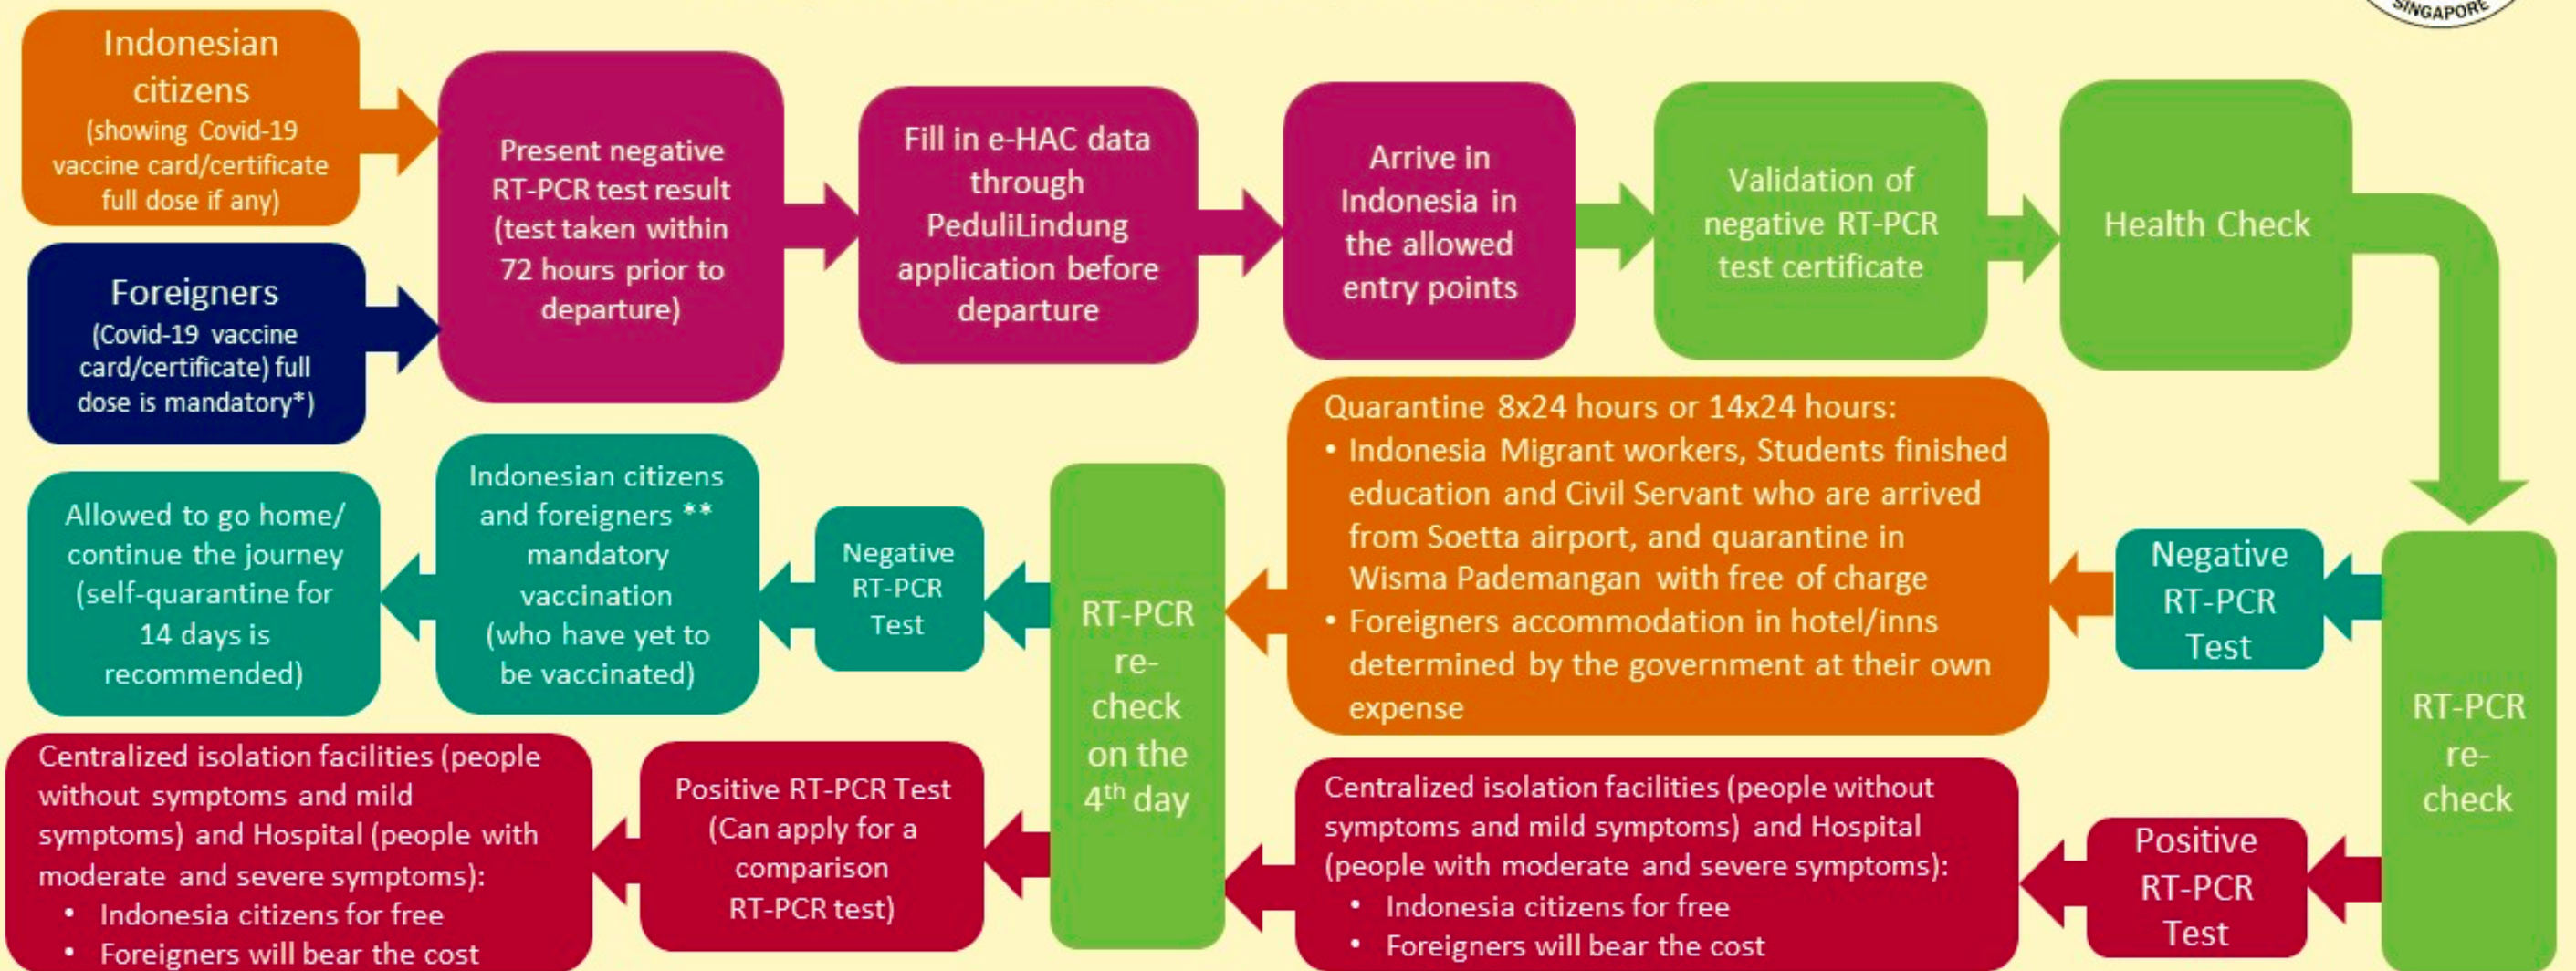 SINGAPORE
Indonesian
citizens
(showing Covid-19
vaccine card/certificate
full dose if any)
Foreigners
(Covid-19 vaccine
card/certificate) full
dose is mandatory*)
Present negative
RT-PCR test result
(test taken within
72 hours prior to
departure)
Fill in e-HAC data
through
PeduliLindung
application before
departure
Arrive in
Indonesia in
the allowed
entry points
Validation of
negative RT-PCR
test certificate
Health Check
RT-PCR
re-
check
Negative
RT-PCR
Test
Quarantine 8x24 hours or 14x24 hours:
• Indonesia Migrant workers, Students finished
education and Civil Servant who are arrived
from Soetta airport, and quarantine in
Wisma Pademangan with free of charge
• Foreigners accommodation in hotel/inns
determined by the government at their own
expense
RT-PCR
re-
check
on the
4th day
Negative
RT-PCR
Test
Indonesian citizens
and foreigners **
mandatory
vaccination
(who have yet to
be vaccinated)
Allowed to go home/
continue the journey
(self-quarantine for
14 days is
recommended)
Positive
RT-PCR
Test
Centralized isolation facilities (people without
symptoms and mild symptoms) and Hospital
(people with moderate and severe symptoms):
• Indonesia citizens for free
• Foreigners will bear the cost
Positive RT-PCR Test
(Can apply for a
comparison
RT-PCR test)
Centralized isolation facilities (people
without symptoms and mild
symptoms) and Hospital (people with
moderate and severe symptoms):
• Indonesia citizens for free
• Foreigners will bear the cost